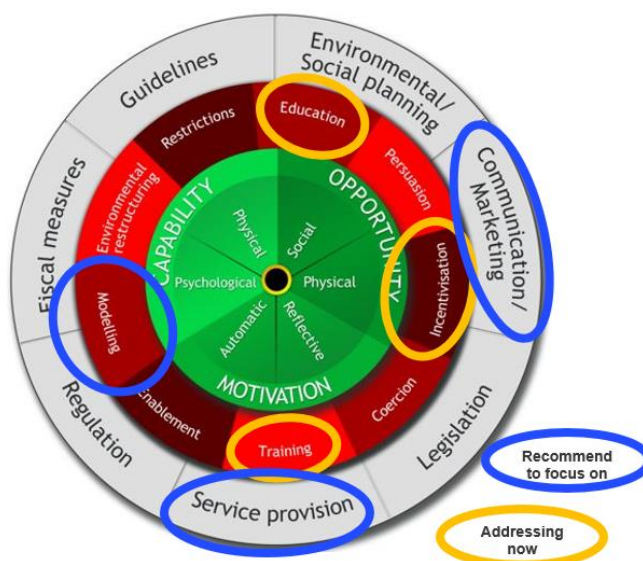 Guidelines
Environmental/
Social planning
Communication/
Marketing
Legislation
Service provision
Regulation
Fiscal measures
Restrictions
Education
Persuasion
Incentivisation
Coercion
Training
Enablement
Modelling
Environmental
restructuring
CAPABILITY
OPPORTUNITY
MOTIVATION
Physical
Social
Physical
Reflective
Automatic
Psychological
Recommend
to focus on
Addressing
now